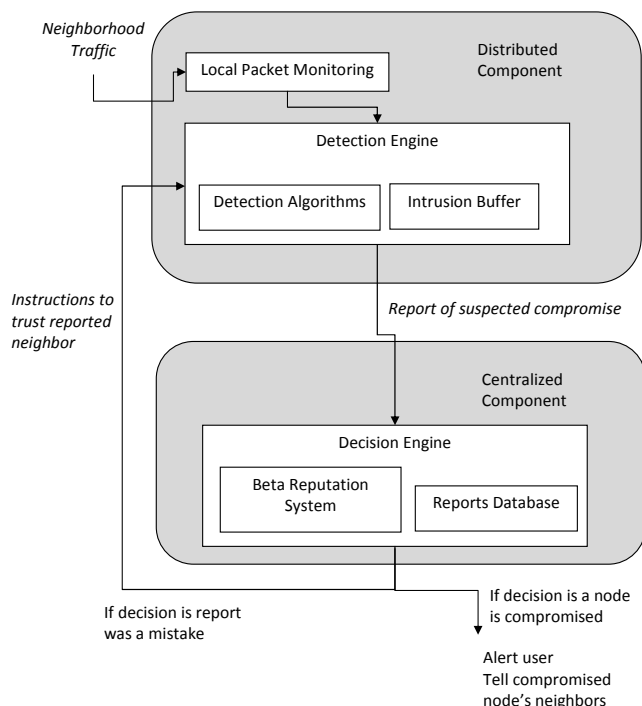 Neighborhood
Traffic
Distributed
Component
Local Packet Monitoring
Detection Engine
Detection Algorithms
Intrusion Buffer
Instructions to
trust reported
neighbor
Report of suspected compromise
Centralized
Component
Decision Engine
Beta Reputation
System
Reports Database
If decision is report
was a mistake
If decision is a node
is compromised
Alert user
Tell compromised
node's neighbors